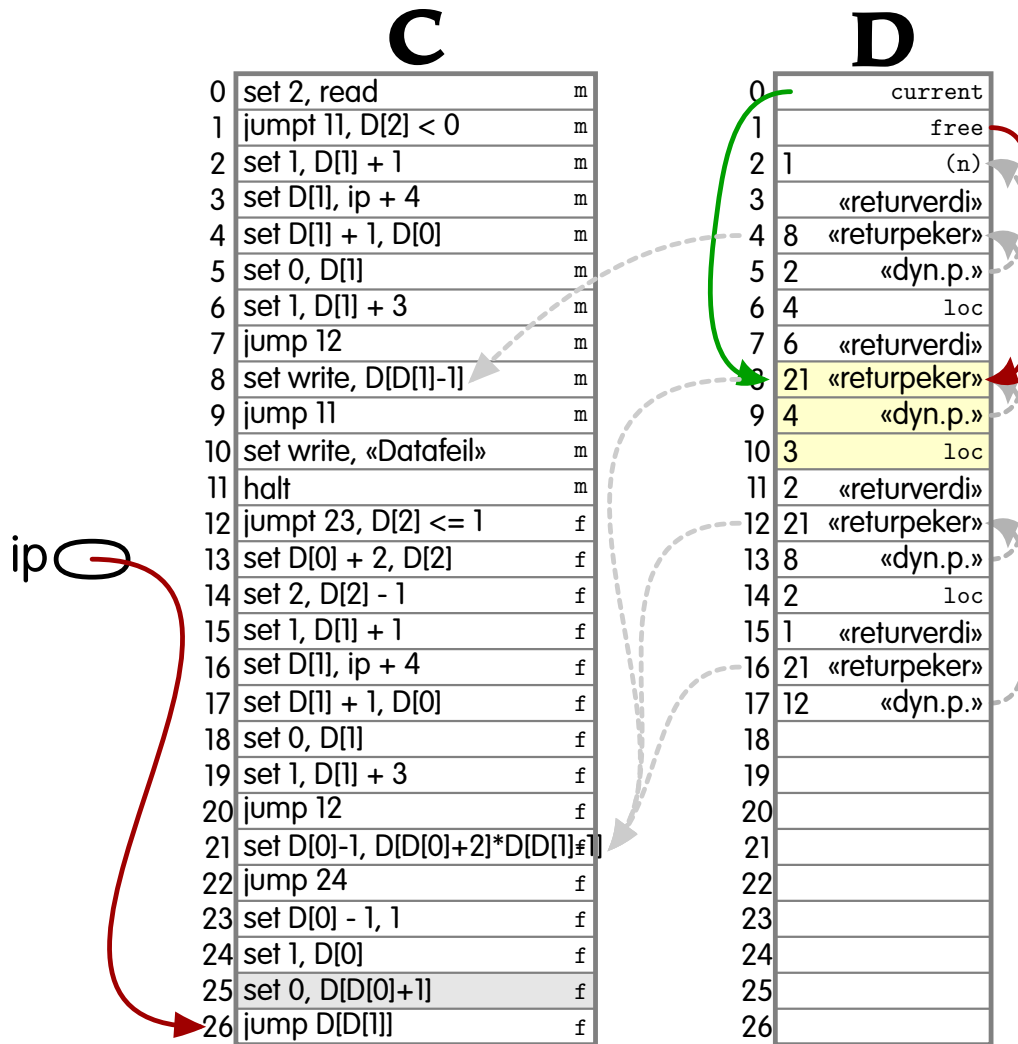 C D
0 set 2, read m 0 current
1 jumpt 11, D[2] < 0 m 1 free
2 set 1, D[1] + 1 m 2 1 (n)
3 set D[1], ip + 4 m 3 «returverdi»
4 set D[1] + 1, D[0] m 4 8 «returpeker»
5 set 0, D[1] m 5 2 «dyn.p.»
6 set 1, D[1] + 3 m 6 4 loc
7 jump 12 m 7 6 «returverdi»
8 set write, D[D[1]-1] m 8 21 «returpeker»
9 jump 11 m 9 4 «dyn.p.»
10 set write, «Datafeil» m 10 3 loc
11 halt m 11 2 «returverdi»
12 jumpt 23, D[2] <= 1 f 12 21 «returpeker»
ip 13 set D[0] + 2, D[2] f 13 8 «dyn.p.»
14 set 2, D[2] - 1 f 14 2 loc
15 set 1, D[1] + 1 f 15 1 «returverdi»
16 set D[1], ip + 4 f 16 21 «returpeker»
17 set D[1] + 1, D[0] f 17 12 «dyn.p.»
18 set 0, D[1] f 18
19 set 1, D[1] + 3 f 19
20 jump 12 f 20
21 set D[0]-1, D[D[0]+2]*D[D[1]-1] f 21
22 jump 24 f 22
23 set D[0] - 1, 1 f 23
24 set 1, D[0] f 24
25 set 0, D[D[0]+1] f 25
26 jump D[D[1]] f 26